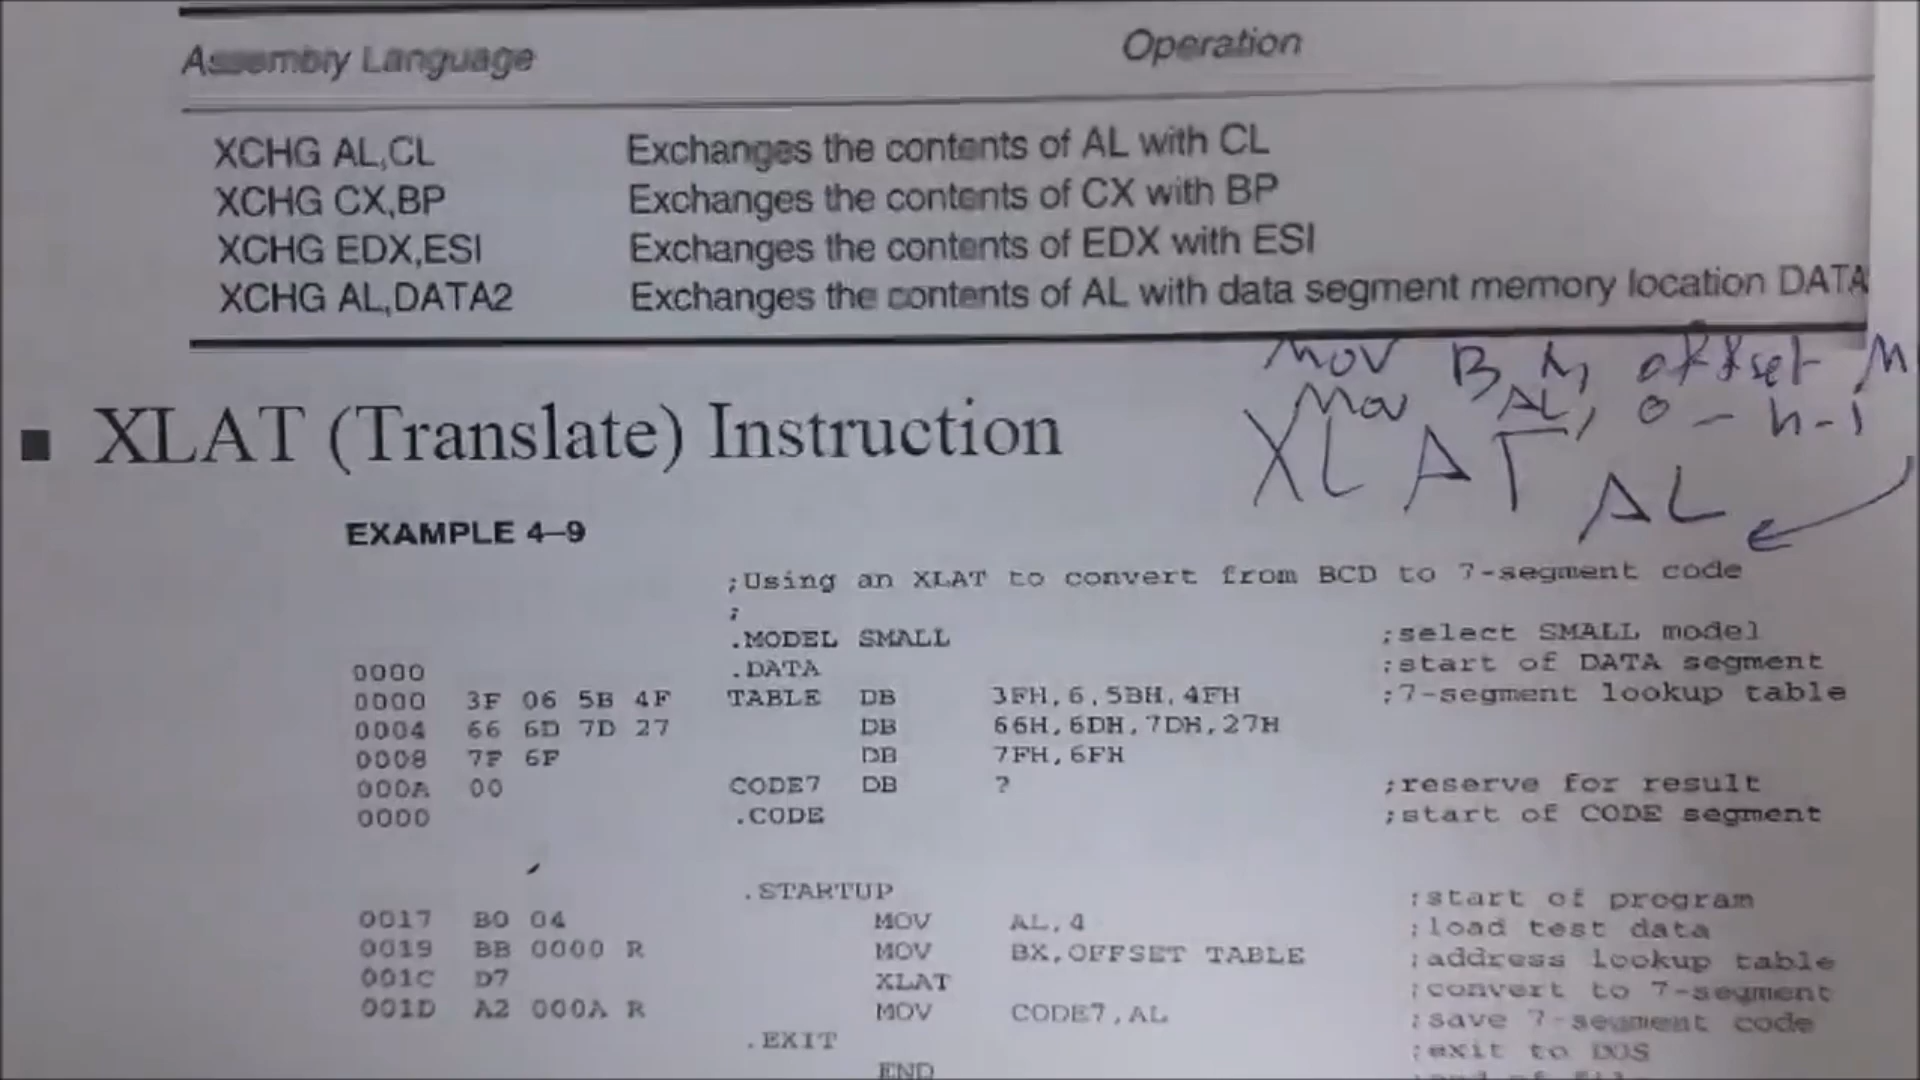 Assembly Language Operation
XCHG AL,CL Exchanges the contents of AL with CL
XCHG CX,BP Exchanges the contents of CX with BP
XCHG EDX,ESI Exchanges the contents of EDX with ESI
XCHG AL,DATA2 Exchanges the contents of AL with data segment memory location DATA
Mov offset M
Mov AL, 0 - n-1
■ XLAT (Translate) Instruction
XLAT
AL
EXAMPLE 4–9
;Using an XLAT to convert from BCD to 7-segment code
;
.MODEL SMALL ;select SMALL model
0000 .DATA ;start of DATA segment
0000 3F 06 5B 4F TABLE DB 3FH,6,5BH,4FH ;7-segment lookup table
0004 66 6D 7D 27 DB 66H,6DH,7DH,27H
0008 7F 6F DB 7FH,6FH
000A 00 CODE7 DB ? ;reserve for result
0000 .CODE ;start of CODE segment
.STARTUP ;start of program
0017 B0 04 MOV AL,4 ;load test data
0019 BB 0000 R MOV BX,OFFSET TABLE ;address lookup table
001C D7 XLAT ;convert to 7-segment
001D A2 000A R MOV CODE7,AL ;save 7-segment code
.EXIT ;exit to DOS
END ;end of file